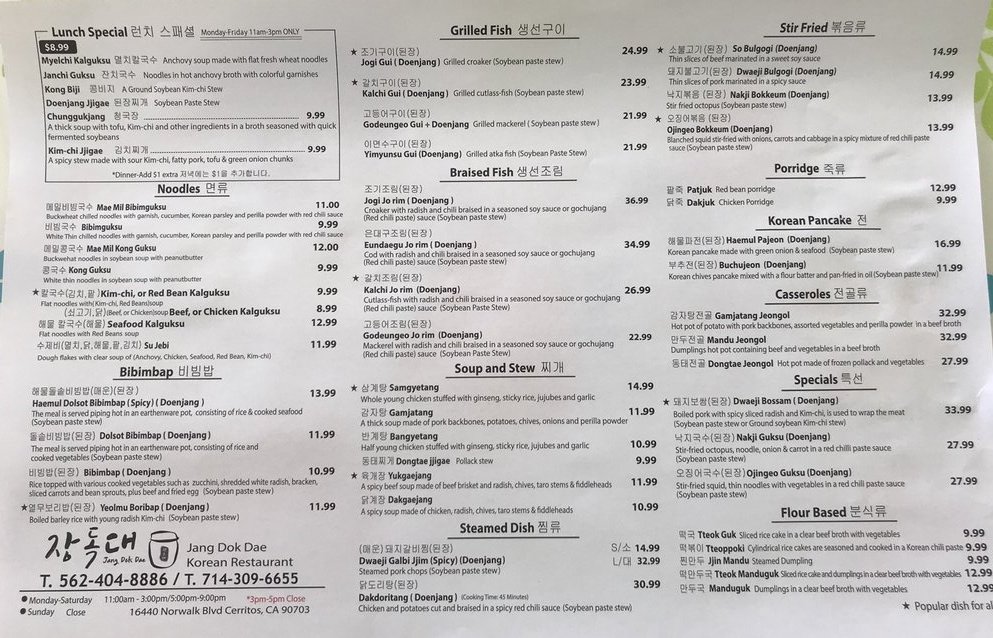 Lunch Special 런치 스패셜 Monday-Friday 11am-3pm ONLY
$8.99
Myelchi Kalguksu 멸치칼국수 Anchovy soup made with flat fresh wheat noodles
Janchi Guksu 잔치국수 Noodles in hot anchovy broth with colorful garnishes
Kong Biji 콩비지 A Ground Soybean Kim-chi Stew
Doenjang Jjigae 된장찌개 Soybean Paste Stew
Chunggukjang 청국장 9.99
A thick soup with tofu, Kim-chi and other ingredients in a broth seasoned with quick
fermented soybeans
Kim-chi Jjigae 김치찌개 9.99
A spicy stew made with sour Kim-chi, fatty pork, tofu & green onion chunks
*Dinner-Add $1 extra 저녁에는 $1을 추가합니다.
Noodles 면류
메밀비빔국수 Mae Mil Bibimguksu 11.00
Buckwheat chilled noodles with garnish, cucumber, Korean parsley and perilla powder with red chili sauce
비빔국수 Bibimguksu 9.99
White Thin chilled noodles with garnish, cucumber, Korean parsley and perilla powder with red chili sauce
메밀콩국수 Mae Mil Kong Guksu 12.00
Buckwehat noodles in soybean soup with peanutbutter
콩국수 Kong Guksu 9.99
White thin noodles in soybean soup with peanutbutter
★칼국수(김치,팥) Kim-chi, or Red Bean Kalguksu 9.99
Flat noodles with(Kim-chi, Red Beans)soup
(쇠고기,닭)(Beef, or Chicken)soup Beef, or Chicken Kalguksu 8.99
해물 칼국수(해물) Seafood Kalguksu 12.99
Flat noodles with Red Beans soup
수제비(멸치,닭,해물,팥,김치) Su Jebi 11.99
Dough flakes with clear soup of (Anchovy, Chicken, Seafood, Red Bean, Kim-chi)
Bibimbap 비빔밥
해물돌솥비빔밥(매운)(된장) 13.99
Haemul Dolsot Bibimbap (Spicy) ( Doenjang )
The meal is served piping hot in an earthenware pot, consisting of rice & cooked seafood
(Soybean paste stew)
돌솥비빔밥(된장) Dolsot Bibimbap ( Doenjang ) 11.99
The meal is served piping hot in an earthenware pot, consisting of rice and
cooked vegetables (Soybean paste stew)
비빔밥(된장) Bibimbap ( Doenjang ) 10.99
Rice topped with various cooked vegetables such as zucchini, shredded white radish, bracken,
sliced carrots and bean sprouts, plus beef and fried egg (Soybean paste stew)
★열무보리밥(된장) Yeolmu Boribap ( Doenjang ) 11.99
Boiled barley rice with young radish Kim-chi (Soybean paste stew )
장독대 Jang Dok Dae
Jang Dok Dae
Korean Restaurant
T. 562-404-8886 / T. 714-309-6655
● Monday-Saturday 11:00am - 3:00pm/5:00pm-9:00pm *3pm-5pm Close
● Sunday Close 16440 Norwalk Blvd Cerritos, CA 90703
Grilled Fish 생선구이
★ 조기구이(된장) 24.99
Jogi Gui ( Doenjang ) Grilled croaker (Soybean paste stew)
★ 갈치구이(된장) 23.99
Kalchi Gui ( Doenjang ) Grilled cutlass-fish (Soybean paste stew)
고등어구이(된장) 21.99
Godeungeo Gui + Doenjang Grilled mackerel ( Soybean paste stew )
이면수구이(된장) 21.99
Yimyunsu Gui (Doenjang) Grilled atka fish (Soybean Paste Stew)
Braised Fish 생선조림
조기조림(된장)
Jogi Jo rim ( Doenjang ) 36.99
Croaker with radish and chili braised in a seasoned soy sauce or gochujang
(Red chili paste) sauce (Soybean paste stew)
은대구조림(된장)
Eundaegu Jo rim ( Doenjang ) 34.99
Cod with radish and chili braised in a seasoned soy sauce or gochujang
(Red chili paste) sauce (Soybean paste stew)
★ 갈치조림(된장)
Kalchi Jo rim ( Doenjang ) 26.99
Cutlass-fish with radish and chili braised in a seasoned soy sauce or gochujang
(Red chili paste) sauce (Soybean Paste Stew)
고등어조림(된장)
Godeungeo Jo rim (Doenjang) 22.99
Mackerel with radish and chili braised in a seasoned soy sauce or gochujang
(Red chili paste) sauce (Soybean Paste Stew)
Soup and Stew 찌개
★ 삼계탕 Samgyetang 14.99
Whole young chicken stuffed with ginseng, sticky rice, jujubes and garlic
감자탕 Gamjatang 11.99
A thick soup made of pork backbones, potatoes, chives, onions and perilla powder
반계탕 Bangyetang 10.99
Half young chicken stuffed with ginseng, sticky rice, jujubes and garlic
동태찌개 Dongtae jjigae Pollack stew 9.99
★ 육개장 Yukgaejang 11.99
A spicy beef soup made of beef brisket and radish, chives, taro stems & fiddleheads
닭계장 Dakgaejang 10.99
A spicy soup made of chicken, radish, chives, taro stems & fiddleheads
Steamed Dish 찜류
(매운) 돼지갈비찜(된장) S/소 14.99
Dwaeji Galbi Jjim (Spicy) (Doenjang) L/대 32.99
Steamed pork chops (Soybean paste stew)
닭도리탕(된장) 30.99
Dakdoritang ( Doenjang ) (Cooking Time: 45 Minutes)
Chicken and potatoes cut and braised in a spicy red chili sauce (Soybean paste stew)
Stir Fried 볶음류
★ 소불고기(된장) So Bulgogi (Doenjang) 14.99
Thin slices of beef marinated in a sweet soy sauce
돼지불고기(된장) Dwaeji Bulgogi (Doenjang) 14.99
Thin slices of pork marinated in a spicy sauce
낙지볶음 (된장) Nakji Bokkeum (Doenjang) 13.99
Stir fried octopus (Soybean paste stew)
★ 오징어볶음 (된장)
Ojingeo Bokkeum (Doenjang) 13.99
Blanched squid stir-fried with onions, carrots and cabbage in a spicy mixture of red chili paste
sauce (Soybean paste stew)
Porridge 죽류
팥죽 Patjuk Red bean porridge 12.99
닭죽 Dakjuk Chicken Porridge 9.99
Korean Pancake 전
해물파전(된장) Haemul Pajeon (Doenjang) 16.99
Korean pancake made with green onion & seafood (Soybean paste stew)
부추전(된장) Buchujeon (Doenjang) 11.99
Korean chives pancake mixed with a flour batter and pan-fried in oil (Soybean paste stew)
Casseroles 전골류
감자탕전골 Gamjatang Jeongol 32.99
Hot pot of potato with pork backbones, assorted vegetables and perilla powder in a beef broth
만두전골 Mandu Jeongol 32.99
Dumplings hot pot containing beef and vegetables in a beef broth
동태전골 Dongtae Jeongol Hot pot made of frozen pollack and vegetables 27.99
Specials 특선
★ 돼지보쌈(된장) Dwaeji Bossam ( Doenjang )
Boiled pork with spicy sliced radish and Kim-chi, is used to wrap the meat 33.99
(Soybean paste stew or Ground soybean Kim-chi stew)
낙지국수(된장) Nakji Guksu (Doenjang)
Stir-fried octopus, noodle, onion & carrot in a red chili paste sauce 27.99
(Soybean paste stew)
오징어국수(된장) Ojingeo Guksu (Doenjang)
Stir-fried squid, thin noodles with vegetables in a red chili paste sauce 27.99
(Soybean paste stew)
Flour Based 분식류
떡국 Tteok Guk Sliced rice cake in a clear beef broth with vegetables 9.99
떡볶이 Tteoppoki Cylindrical rice cakes are seasoned and cooked in a Korean chili paste 9.99
찐만두 Jjin Mandu Steamed Dumpling 9.99
떡만두국 Tteok Manduguk Sliced rice cake and dumplings in a clear beef broth with vegetables 12.99
만두국 Manduguk Dumplings in a clear beef broth with vegetables 12.99
★ Popular dish for al